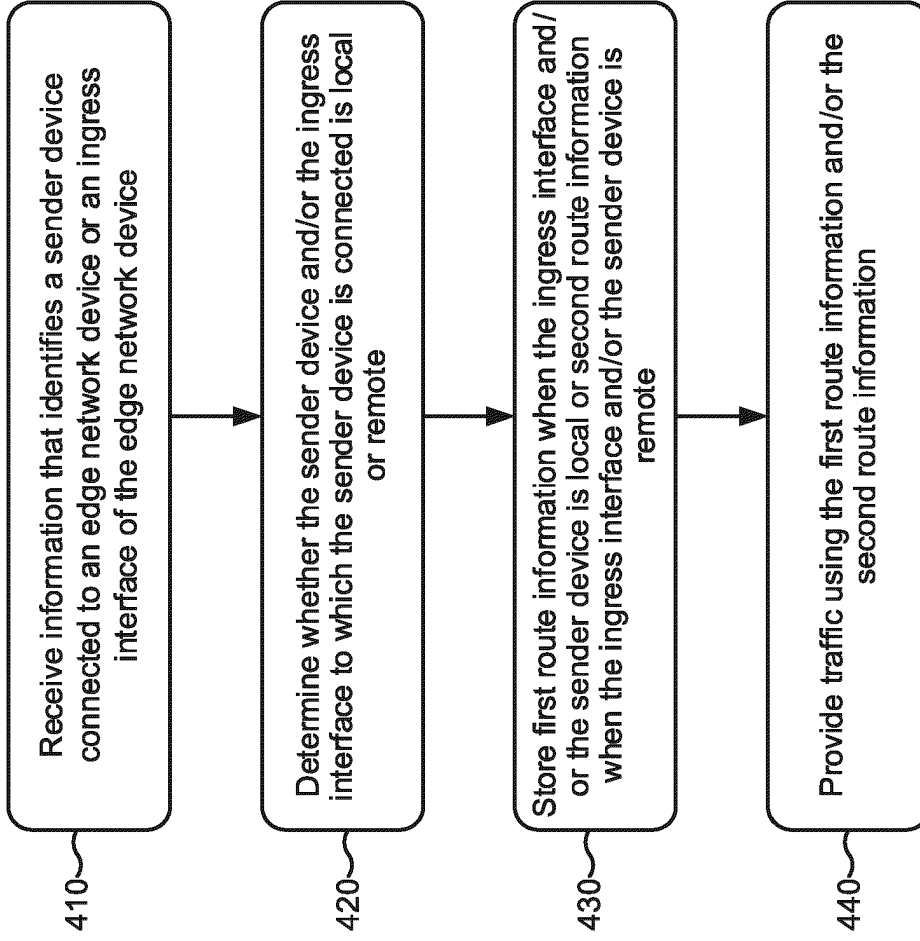 410
Receive information that identifies a sender device
connected to an edge network device or an ingress
interface of the edge network device
420
Determine whether the sender device and/or the ingress
interface to which the sender device is connected is local
or remote
430
Store first route information when the ingress interface and/
or the sender device is local or second route information
when the ingress interface and/or the sender device is
remote
440
Provide traffic using the first route information and/or the
second route information